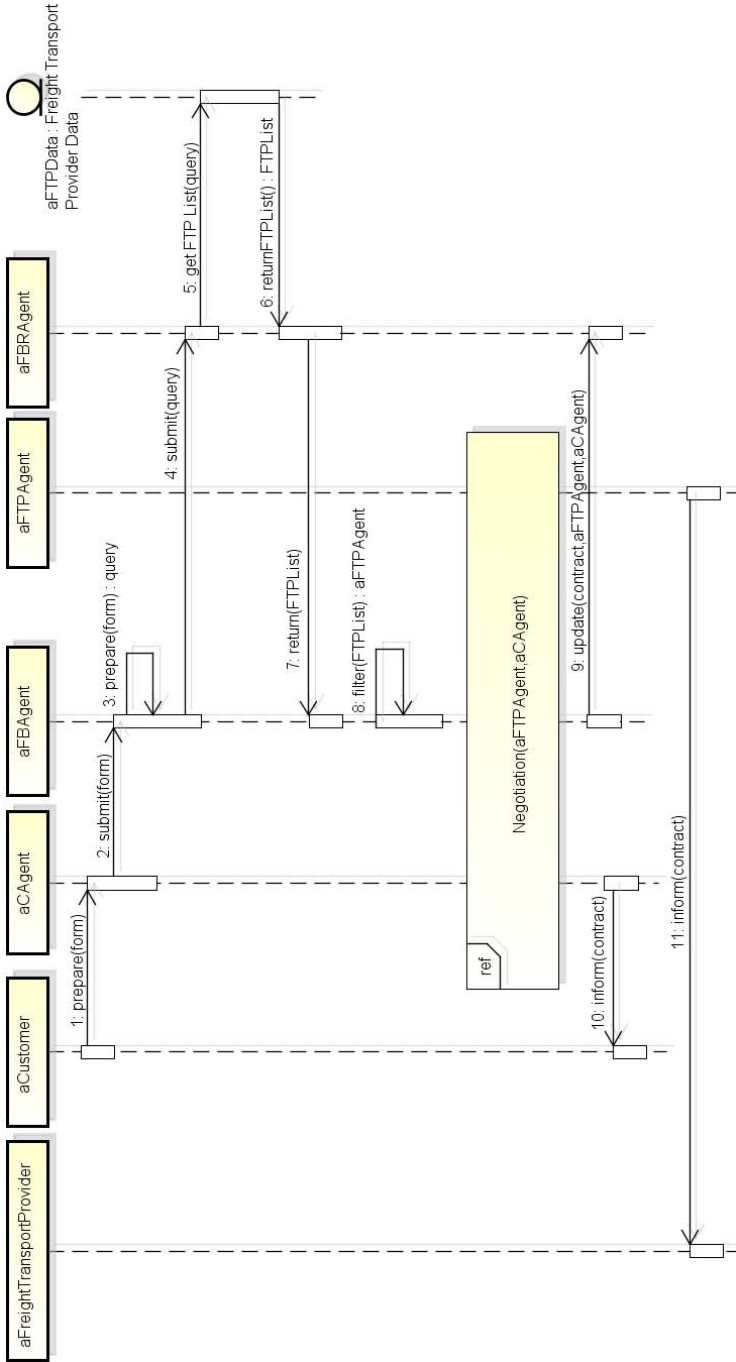 aFreightTransportProvider
aCustomer
aCAgent
aFBAgent
aFTPAgent
aFBRAgent
aFTPData : Freight Transport
Provider Data
1: prepare(form)
2: submit(form)
3: prepare(form) : query
4: submit(query)
5: get FTP List(query)
6: returnFTPList() : FTPList
7: return(FTPList)
8: filter(FTPList) : aFTPAgent
ref
Negotiation(aFTPAgent,aCAgent)
9: update(contract,aFTPAgent,aCAgent)
10: inform(contract)
11: inform(contract)